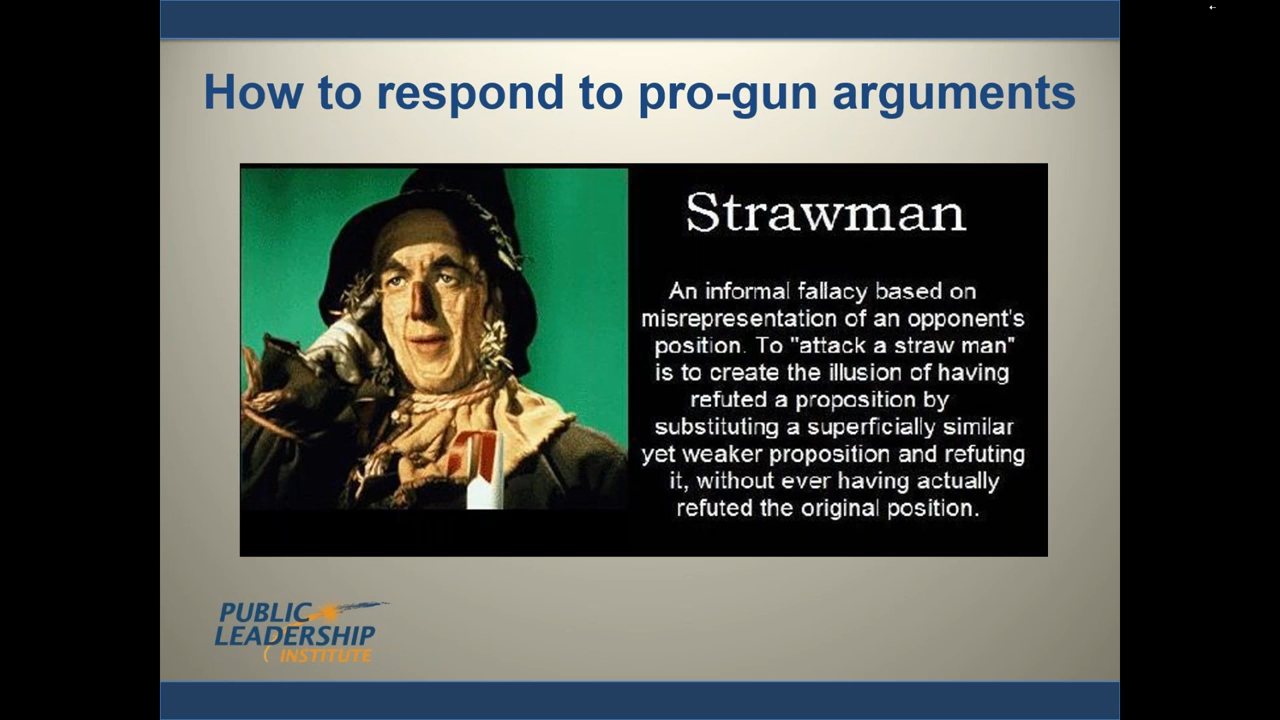 How to respond to pro-gun arguments
Strawman
An informal fallacy based on
misrepresentation of an opponent's
position. To "attack a straw man"
is to create the illusion of having
refuted a proposition by
substituting a superficially similar
yet weaker proposition and refuting
it, without ever having actually
refuted the original position.
PUBLIC
LEADERSHIP
INSTITUTE